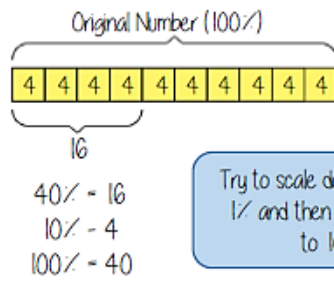 Original Number (100%)
4 4 4 4 4 4 4 4 4 4
16
40% = 16
10% - 4
100% = 40
Try to scale
1% and then
to